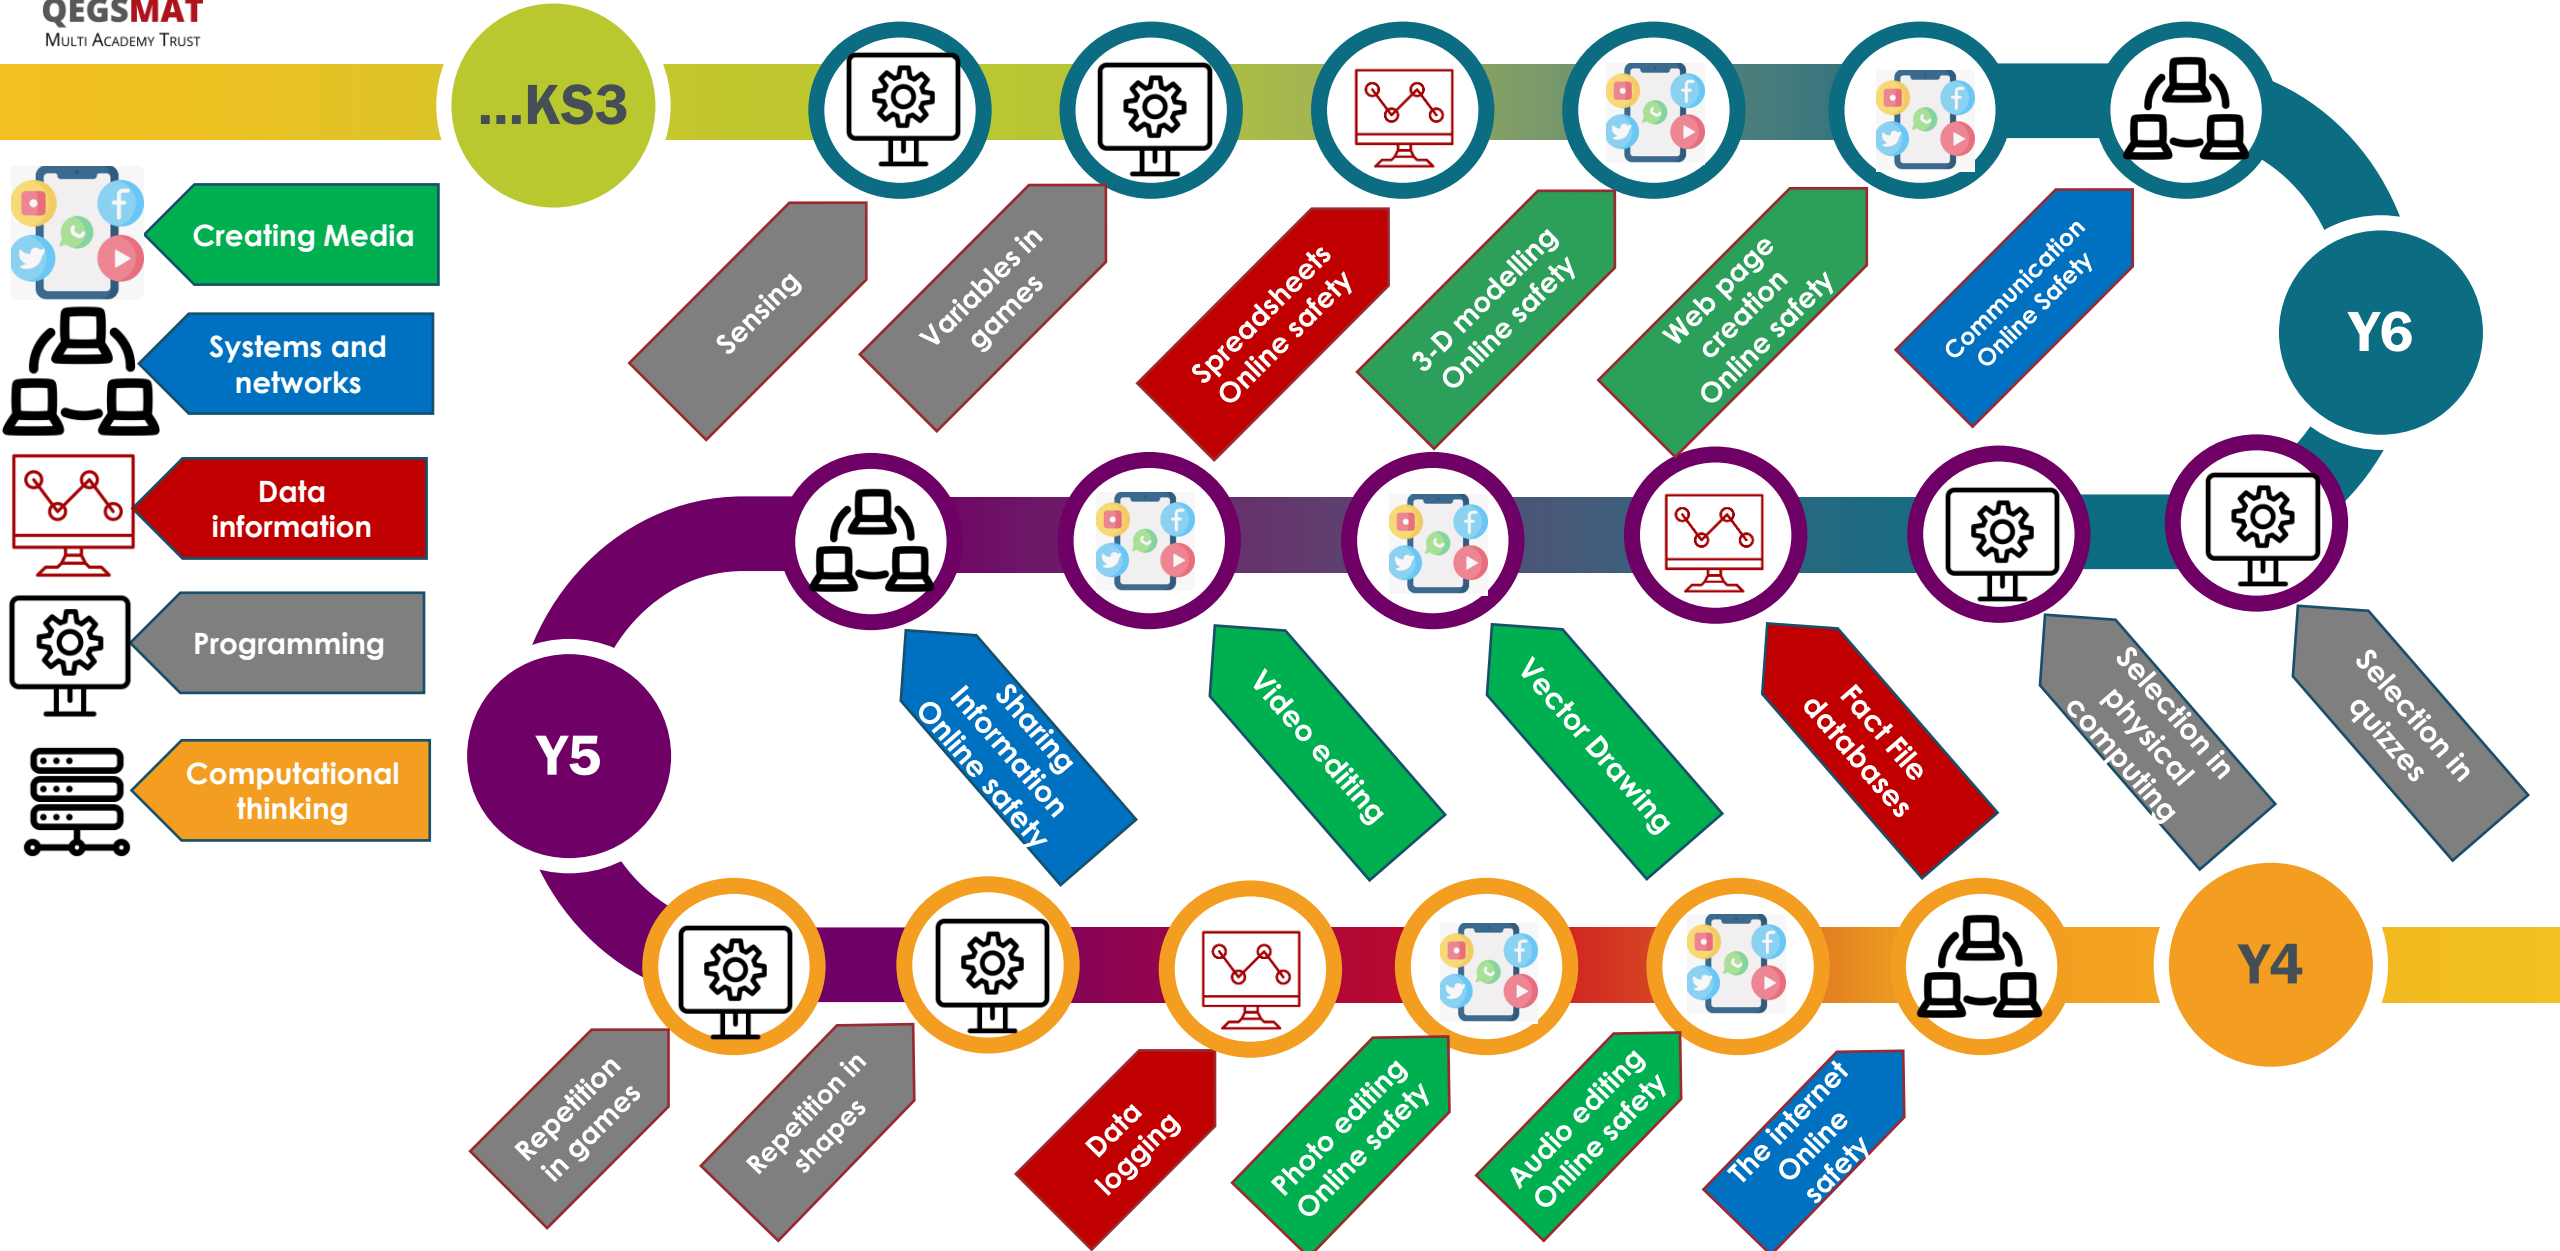 QEGSMAT
MULTI ACADEMY TRUST
...KS3
Creating Media
Systems and
networks
Data
information
Programming
Computational
thinking
Sensing
Variables in
games
Spreadsheets
Online safety
3-D modelling
Online safety
Web page
creation
Online safety
Communication
Online Safety
Y6
Sharing
Information
Online safety
Video editing
Vector Drawing
Fact File
databases
Selection in
physical
computing
Selection in
quizzes
Y5
Y4
Repetition
in games
Repetition in
shapes
Data
logging
Photo editing
Online safety
Audio editing
Online safety
The internet
Online
safety